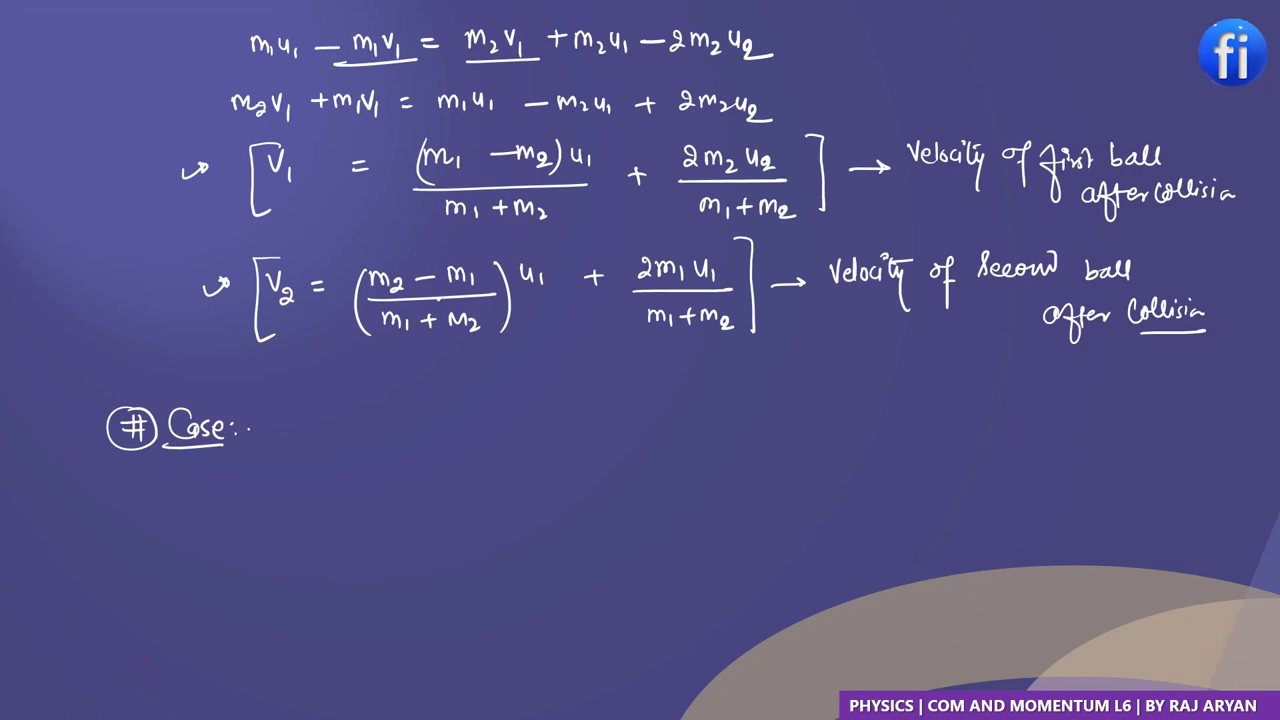 fi
m₁u₁ - m₁v₁ = m₂v₁ + m₂u₁ - 2m₂u₂
m₂v₁ + m₁v₁ = m₁u₁ - m₂u₁ + 2m₂u₂
[V₁ = (m₁ - m₂)u₁ / m₁ + m₂ + 2m₂u₂ / m₁ + m₂] → Velocity of first ball
after collision
[V₂ = (m₂ - m₁ / m₁ + m₂) u₁ + 2m₁u₁ / m₁ + m₂] → Velocity of second ball
after collision
# Case:.
PHYSICS | COM AND MOMENTUM L6 | BY RAJ ARYAN